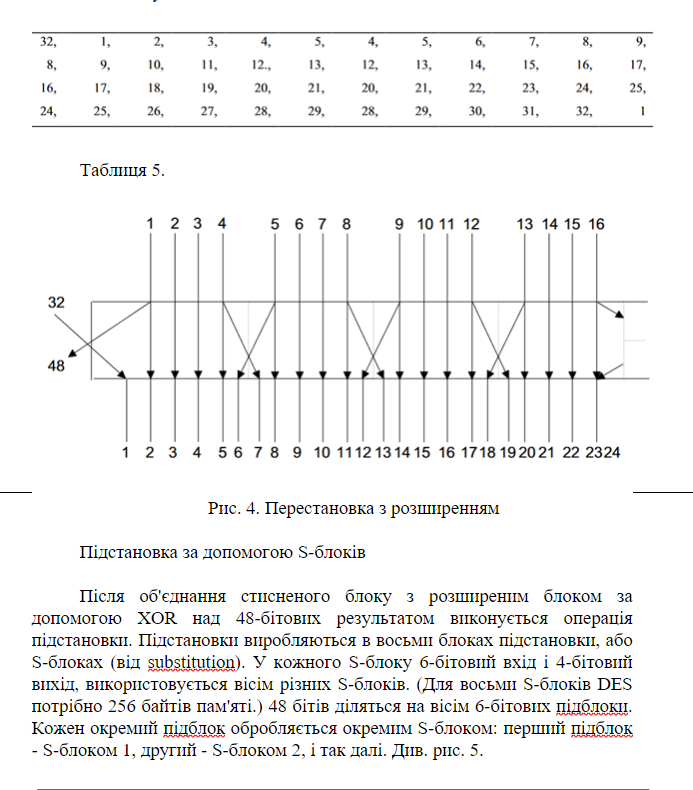 32, 1, 2, 3, 4, 5, 4, 5, 6, 7, 8, 9,
8, 9, 10, 11, 12., 13, 12, 13, 14, 15, 16, 17,
16, 17, 18, 19, 20, 21, 20, 21, 22, 23, 24, 25,
24, 25, 26, 27, 28, 29, 28, 29, 30, 31, 32, 1
Таблиця 5.
1 2 3 4 5 6 7 8 9 10 11 12 13 14 15 16
32
48
1 2 3 4 5 6 7 8 9 10 11 12 13 14 15 16 17 18 19 20 21 22 23 24
Рис. 4. Перестановка з розширенням
Підстановка за допомогою S-блоків
Після об'єднання стисненого блоку з розширеним блоком за
допомогою XOR над 48-бітових результатом виконується операція
підстановки. Підстановки виробляються в восьми блоках підстановки, або
S-блоках (від substitution). У кожного S-блоку 6-бітовий вхід і 4-бітовий
вихід, використовується вісім різних S-блоків. (Для восьми S-блоків DES
потрібно 256 байтів пам'яті.) 48 бітів діляться на вісім 6-бітових підблоки.
Кожен окремий підблок обробляється окремим S-блоком: перший підблок
- S-блоком 1, другий - S-блоком 2, і так далі. Див. рис. 5.